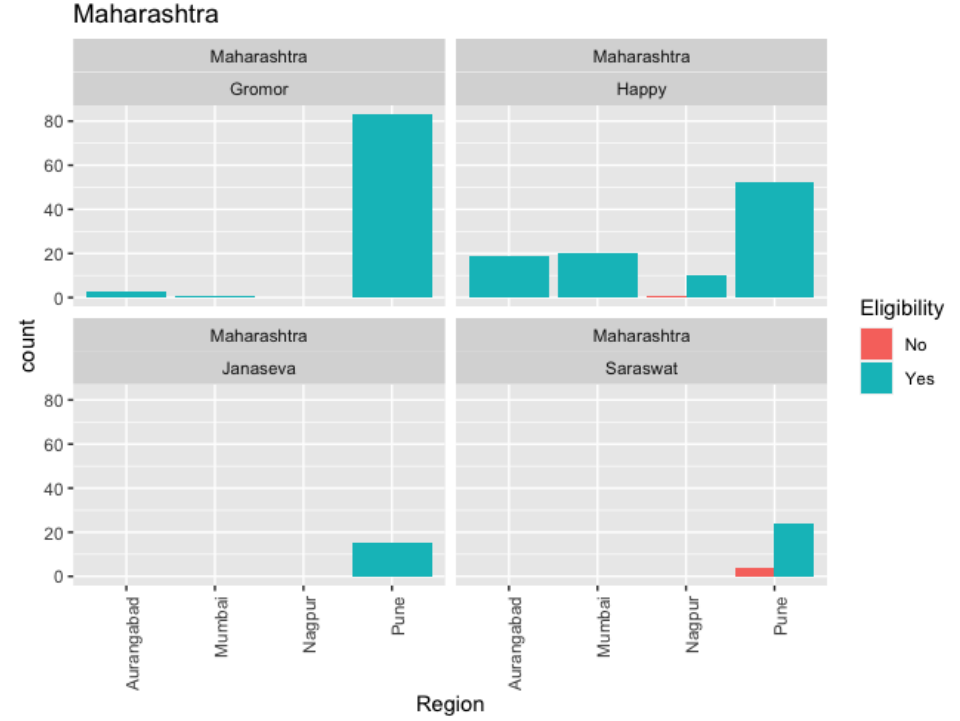 Maharashtra
Maharashtra Maharashtra
Gromor Happy
80
60
40
20
0
Maharashtra Maharashtra
Janaseva Saraswat
80
60
40
20
0
count
Aurangabad Mumbai Nagpur Pune Aurangabad Mumbai Nagpur Pune
Region
Eligibility
No
Yes